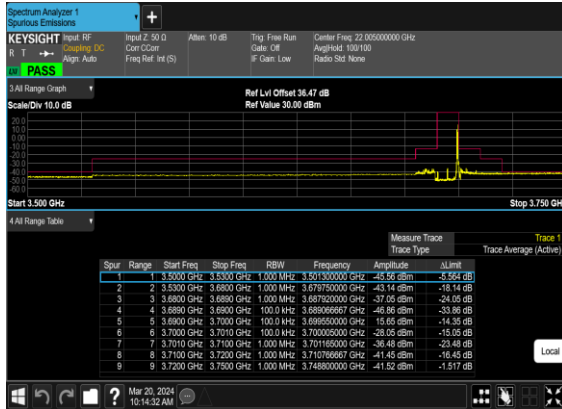 Spectrum Analyzer 1
Spurious Emissions
+
KEYSIGHT Input: RF Input Z: 50 Ω Atten: 10 dB Trig: Free Run Center Freq: 22.005000000 GHz
R T Coupling: DC Corr CCorr Gate: Off Avg|Hold: 100/100
Align: Auto Freq Ref: Int (S) IF Gain: Low Radio Std: None
PASS
3 All Range Graph
Ref Lvl Offset 36.47 dB
Scale/Div 10.0 dB Ref Value 30.00 dBm
20.0
10.0
0.00
-10.0
-20.0
-30.0
-40.0
-50.0
-60.0
Start 3.500 GHz Stop 3.750 GH
4 All Range Table
Measure Trace Trace 1
Trace Type Trace Average (Active)
Spur Range Start Freq Stop Freq RBW Frequency Amplitude ΔLimit
1 1 3.5000 GHz 3.5300 GHz 1.000 MHz 3.501300000 GHz -45.56 dBm -5.564 dB
2 2 3.5300 GHz 3.6800 GHz 1.000 MHz 3.679750000 GHz -43.14 dBm -18.14 dB
3 3 3.6800 GHz 3.6890 GHz 1.000 MHz 3.687920000 GHz -37.05 dBm -24.05 dB
4 4 3.6890 GHz 3.6900 GHz 100.0 kHz 3.689066667 GHz -46.86 dBm -33.86 dB
5 5 3.6900 GHz 3.7000 GHz 100.0 kHz 3.699550000 GHz 15.65 dBm -14.35 dB
6 6 3.7000 GHz 3.7010 GHz 100.0 kHz 3.700005000 GHz -28.05 dBm -15.05 dB
7 7 3.7010 GHz 3.7100 GHz 1.000 MHz 3.701165000 GHz -36.48 dBm -23.48 dB
8 8 3.7100 GHz 3.7200 GHz 1.000 MHz 3.710766667 GHz -41.45 dBm -16.45 dB
9 9 3.7200 GHz 3.7500 GHz 1.000 MHz 3.748800000 GHz -41.52 dBm -1.517 dB
Local
? Mar 20, 2024
10:14:32 AM